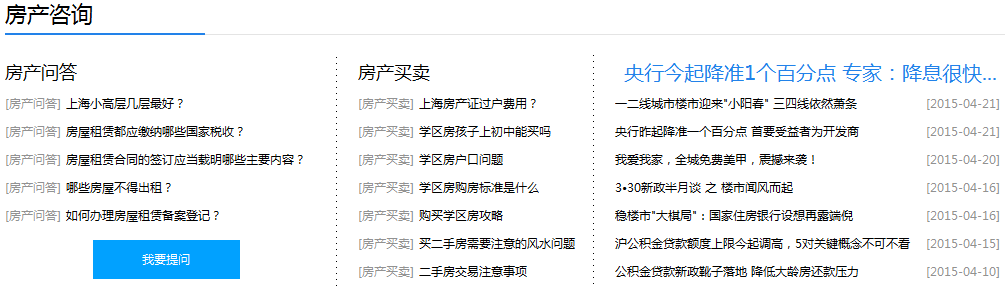 房产咨询
房产问答
[房产问答] 上海小高层几层最好？
[房产问答] 房屋租赁都应缴纳哪些国家税收？
[房产问答] 房屋租赁合同的签订应当载明哪些主要内容？
[房产问答] 哪些房屋不得出租？
[房产问答] 如何办理房屋租赁备案登记？
我要提问
房产买卖
[房产买卖] 上海房产证过户费用？
[房产买卖] 学区房孩子上初中能买吗
[房产买卖] 学区房户口问题
[房产买卖] 学区房购房标准是什么
[房产买卖] 购买学区房攻略
[房产买卖] 买二手房需要注意的风水问题
[房产买卖] 二手房交易注意事项
央行今起降准1个百分点 专家：降息很快...
一二线城市楼市迎来"小阳春" 三四线依然萧条 [2015-04-21]
央行昨起降准一个百分点 首要受益者为开发商 [2015-04-21]
我爱我家，全城免费美甲，震撼来袭！ [2015-04-20]
3•30新政半月谈 之 楼市闻风而起 [2015-04-16]
稳楼市"大棋局"：国家住房银行设想再露端倪 [2015-04-16]
沪公积金贷款额度上限今起调高，5对关键概念不可不看 [2015-04-15]
公积金贷款新政靴子落地 降低大龄房还款压力 [2015-04-10]